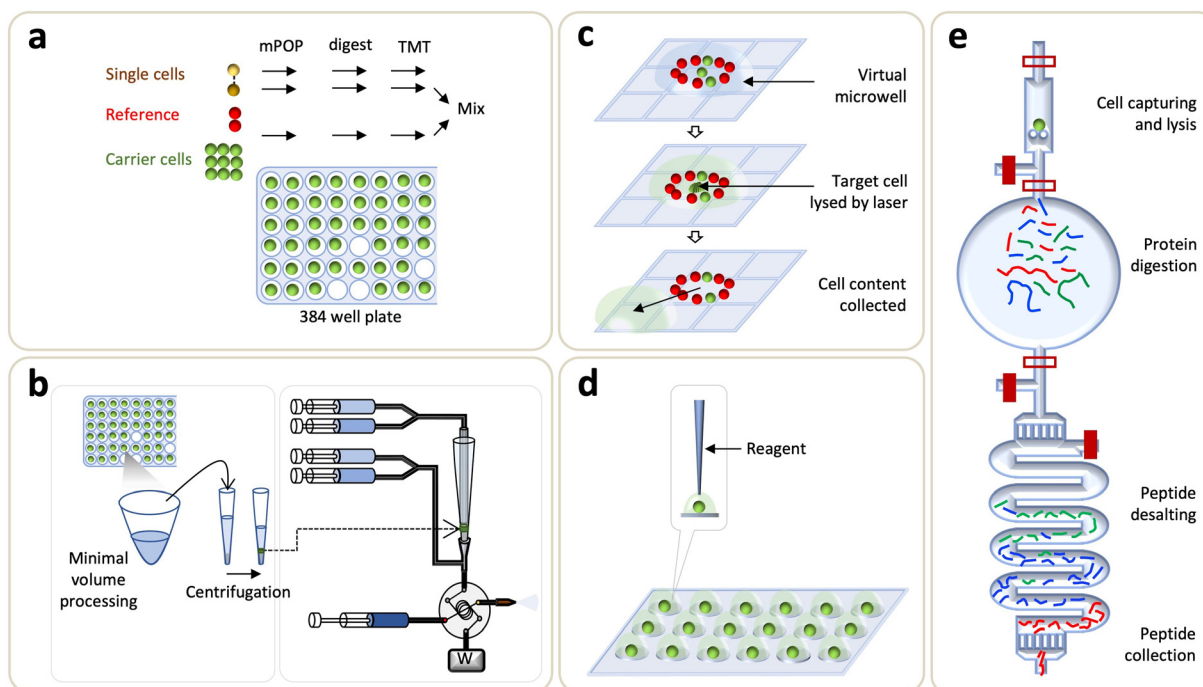 a
mPOP digest TMT
Single cells
Reference
Carrier cells
Mix
384 well plate
b
Minimal
volume
processing
Centrifugation
W
c
Virtual
microwell
Target cell
lysed by laser
Cell content
collected
d
Reagent
e
Cell capturing
and lysis
Protein
digestion
Peptide
desalting
Peptide
collection